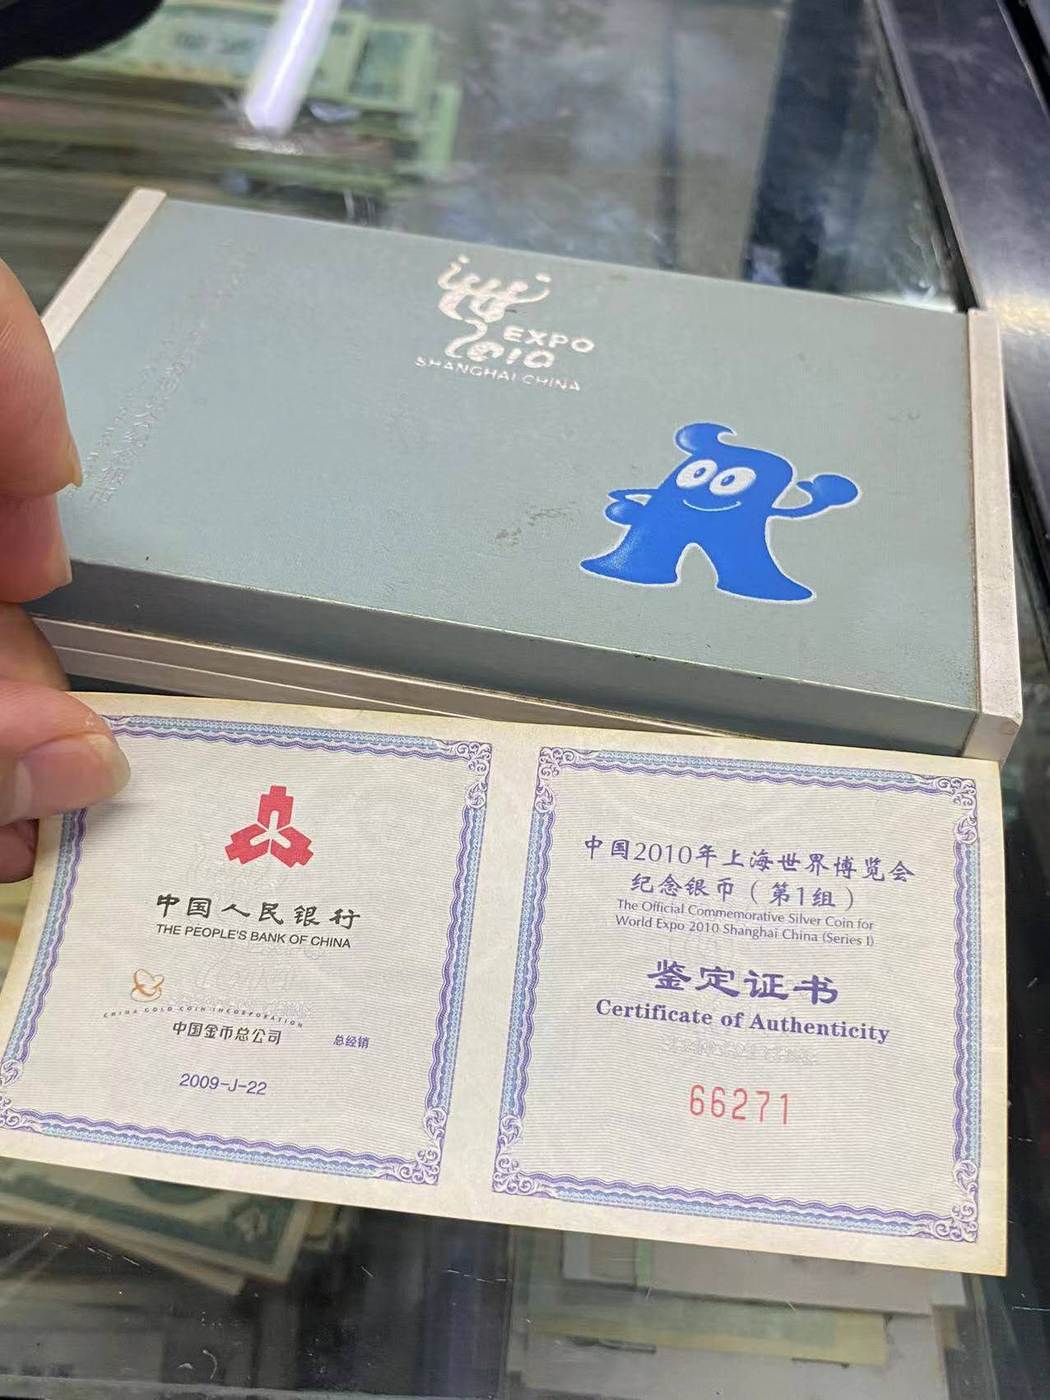 EXPO
2010
SHANGHAI CHINA
中国人民银行
THE PEOPLE'S BANK OF CHINA
CHINA GOLD COIN INCORPORATION
中国金币总公司 总经销
2009-J-22
中国2010年上海世界博览会
纪念银币（第1组）
The Official Commemorative Silver Coin for
World Expo 2010 Shanghai China (Series I)
鉴定证书
Certificate of Authenticity
66271